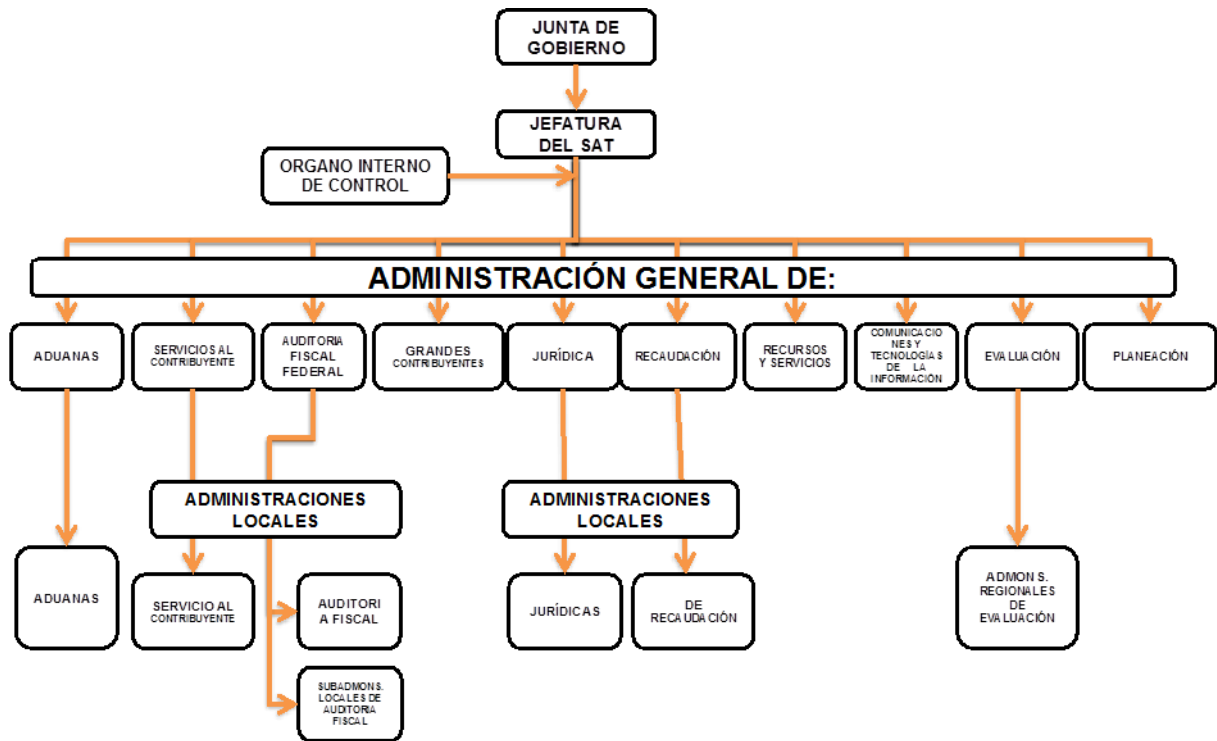 JUNTA DE
GOBIERNO
JEFATURA
DEL SAT
ORGANO INTERNO
DE CONTROL
ADMINISTRACIÓN GENERAL DE:
ADUANAS
SERVICIOS AL
CONTRIBUYENTE
AUDITORIA
FISCAL
FEDERAL
GRANDES
CONTRIBUYENTES
JURÍDICA
RECAUDACIÓN
RECURSOS
Y SERVICIOS
COMUNICACIO
NES Y
TECNOLOGÍAS
DE LA
INFORMACIÓN
EVALUACIÓN
PLANEACIÓN
ADMINISTRACIONES
LOCALES
ADMINISTRACIONES
LOCALES
ADUANAS
SERVICIO AL
CONTRIBUYENTE
AUDITORI
A FISCAL
JURÍDICAS
DE
RECAUDACIÓN
ADMONS.
REGIONALES
DE
EVALUACIÓN
SUBADMONS.
LOCALES DE
AUDITORIA
FISCAL